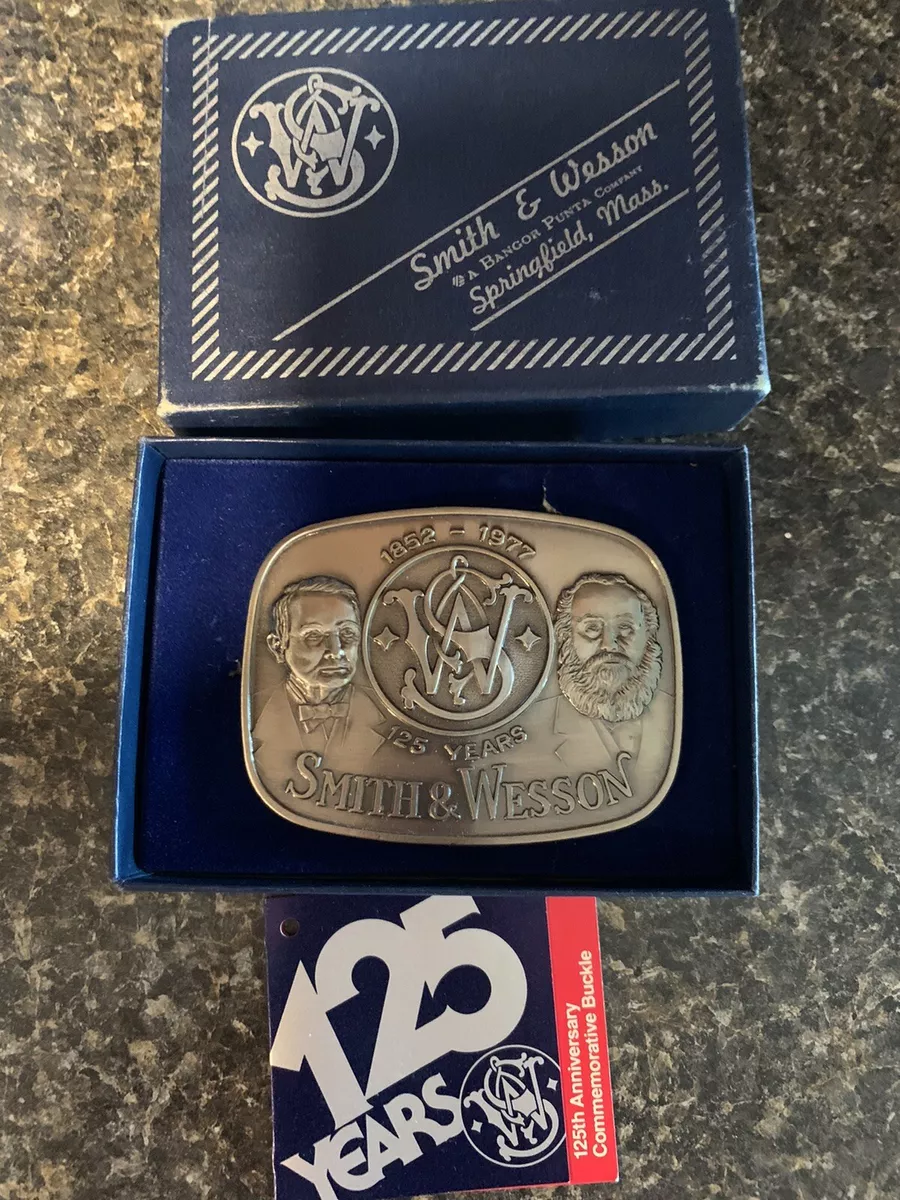 Smith & Wesson
A BANGOR PUNTA COMPANY
Springfield, Mass.
1852 - 1977
125 YEARS
SMITH & WESSON
125
YEARS
125th Anniversary
Commemorative Buckle